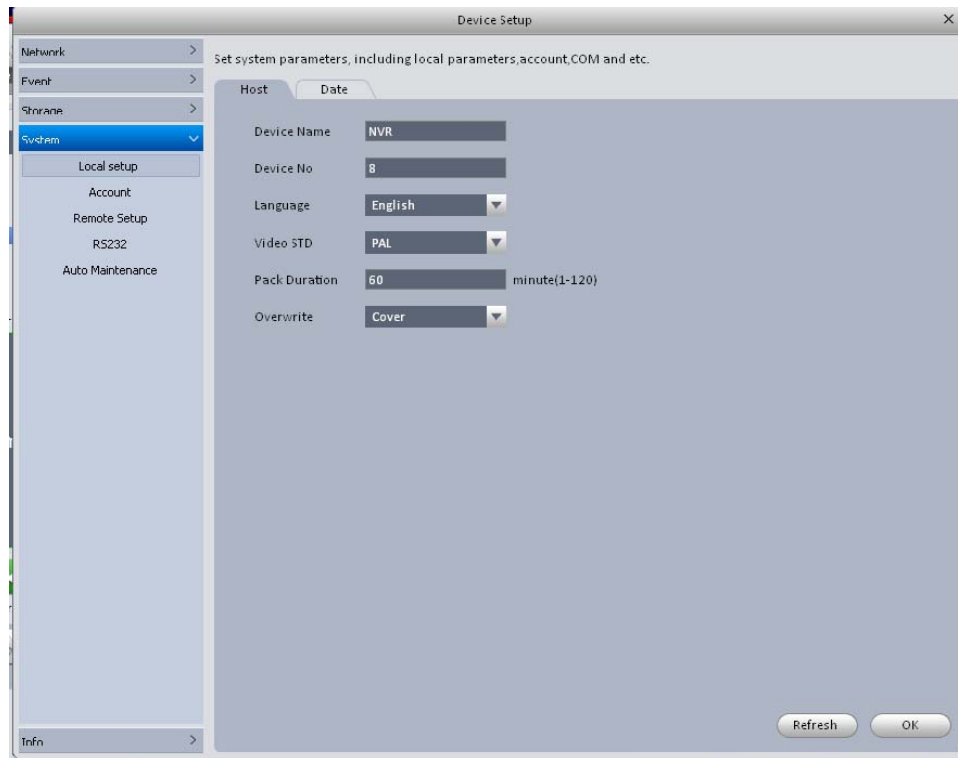 Device Setup
Network
Event
Storage
System
Local setup
Account
Remote Setup
RS232
Auto Maintenance
Info
Set system parameters, including local parameters,account,COM and etc.
Host Date
Device Name NVR
Device No 8
Language English
Video STD PAL
Pack Duration 60 minute(1-120)
Overwrite Cover
Refresh OK